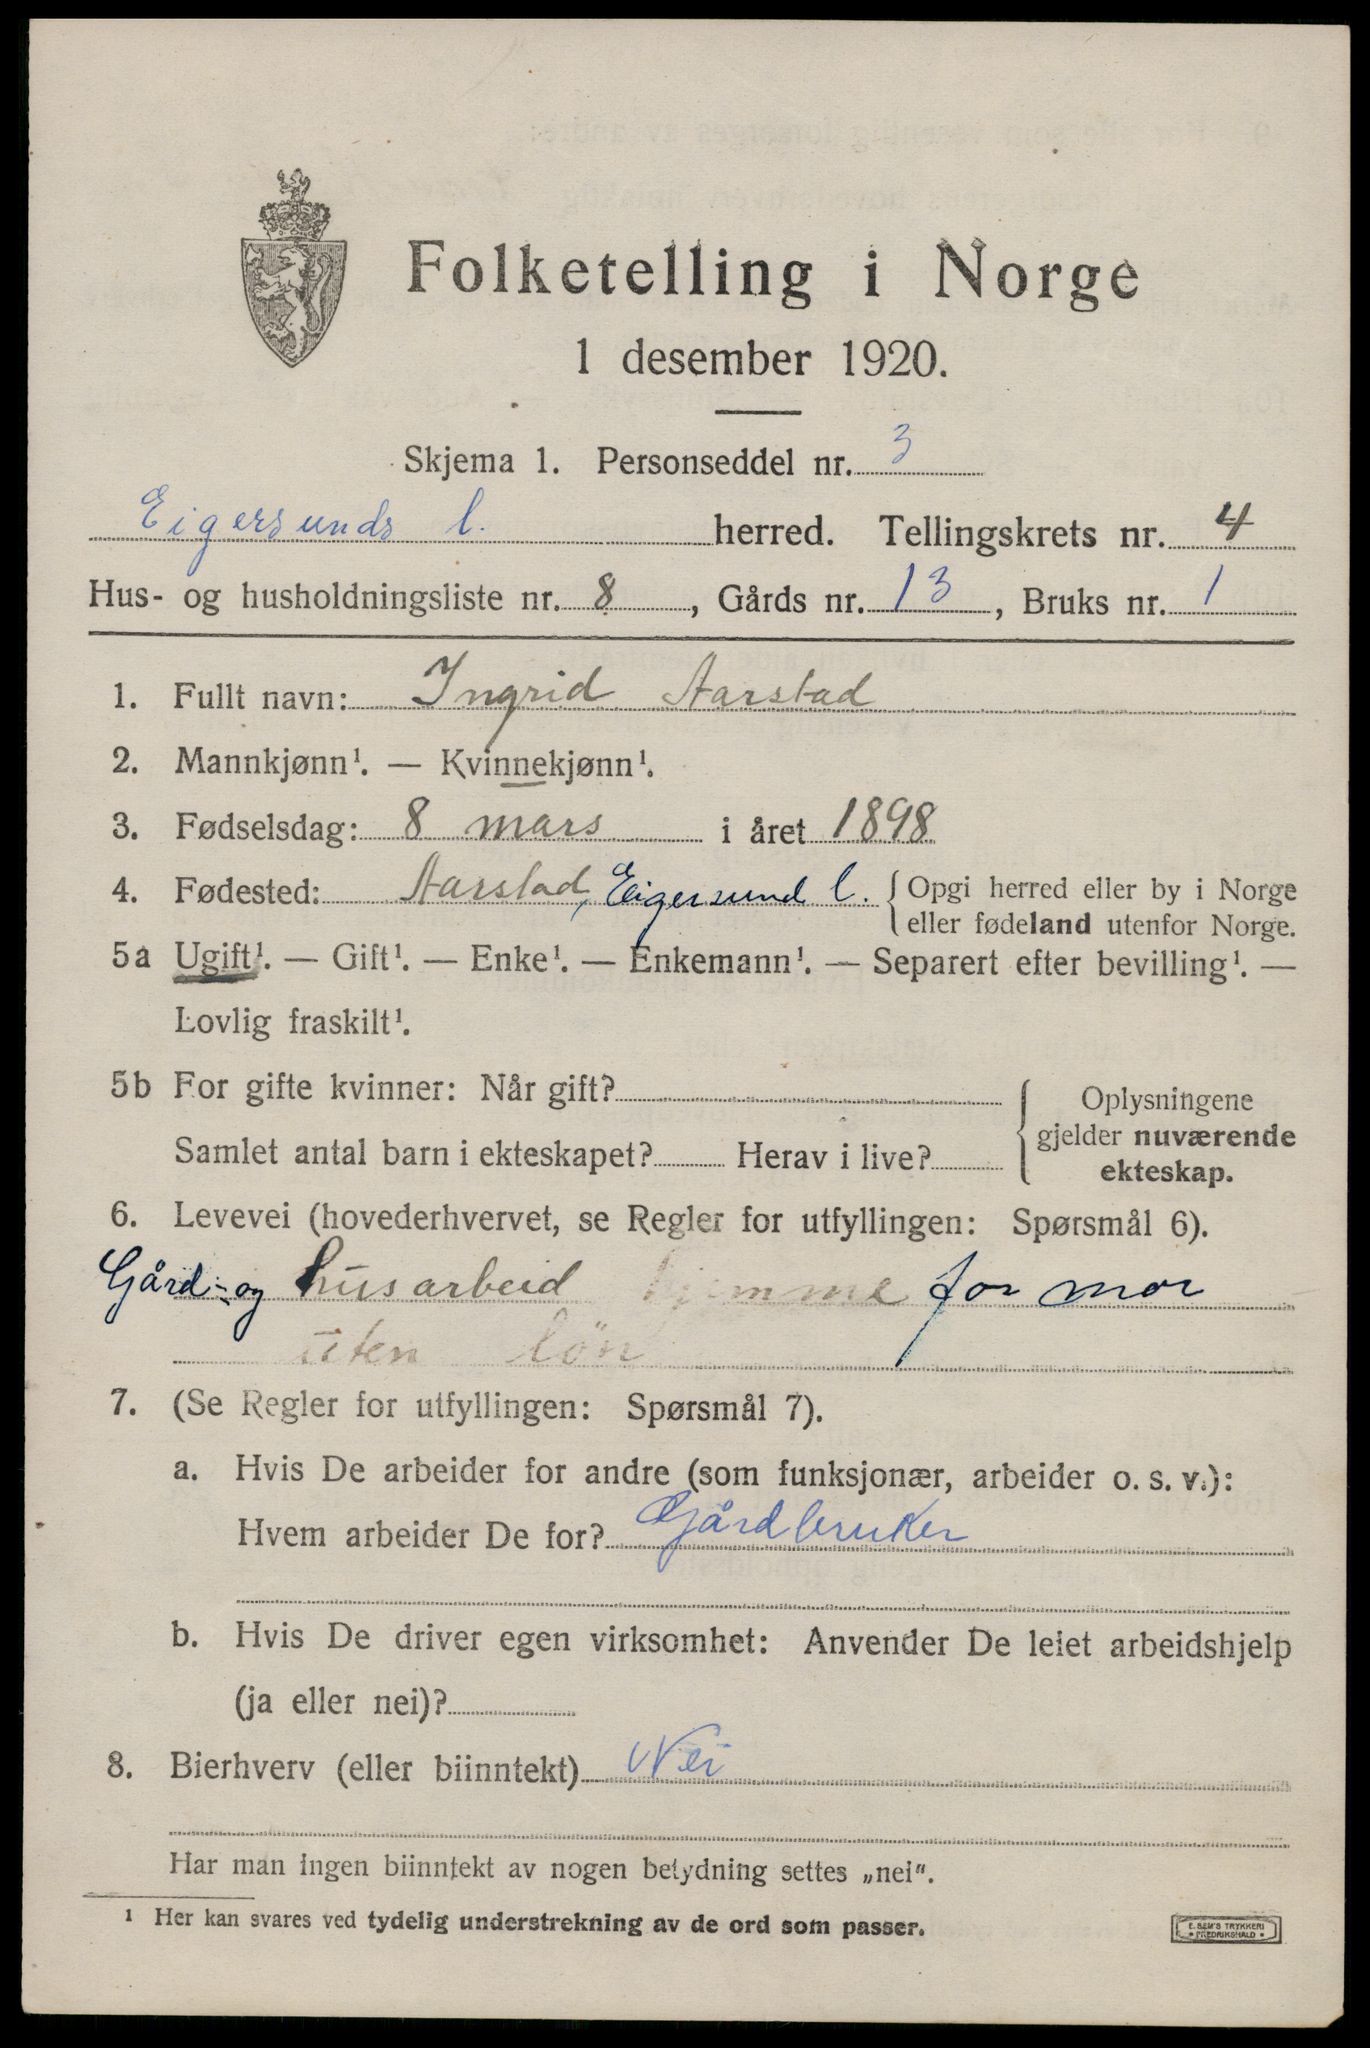 Folketelling i Norge
1 desember 1920.
Skjema 1. Personseddel nr. 3
Eigersunds l. herred. Tellingskrets nr. 4
Hus- og husholdningsliste nr. 8, Gårds nr. 13, Bruks nr. 1
1. Fullt navn: Ingrid Aarstad
2. Mannkjønn¹. — Kvinnekjønn¹.
3. Fødselsdag: 8 mars i året 1898
4. Fødested: Aarstad, Eigersund l. { Opgi herred eller by i Norge
eller fødeland utenfor Norge.
5a Ugift¹. — Gift¹. — Enke¹. — Enkemann¹. — Separert efter bevilling¹. —
Lovlig fraskilt¹.
5b For gifte kvinner: Når gift?
Samlet antal barn i ekteskapet? Herav i live?
Oplysningene
gjelder nuværende
ekteskap.
6. Levevei (hovederhvervet, se Regler for utfyllingen: Spørsmål 6).
Gård- og husarbeid hjemme for mor
uten løn
7. (Se Regler for utfyllingen: Spørsmål 7).
a. Hvis De arbeider for andre (som funksjonær, arbeider o. s. v.):
Hvem arbeider De for? Gårdbruker
b. Hvis De driver egen virksomhet: Anvender De leiet arbeidshjelp
(ja eller nei)?
8. Bierhverv (eller biinntekt) Nei
Har man ingen biinntekt av nogen betydning settes „nei".
¹ Her kan svares ved tydelig understrekning av de ord som passer.
E. SEM'S TRYKKERI
• FREDRIKSHALD •